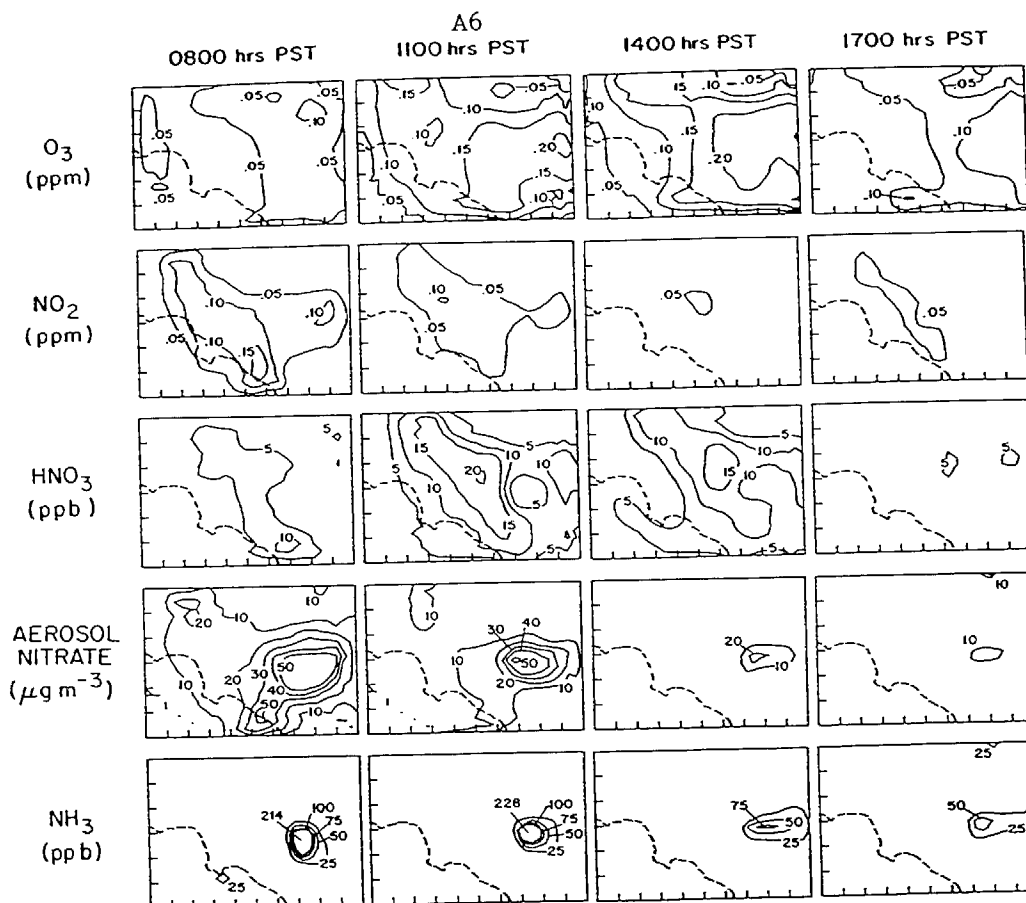 A6
0800 hrs PST 1100 hrs PST 1400 hrs PST 1700 hrs PST
O3
(ppm)
.05 .05 .10 .05 .05 .05 .05
.15 .05 .10 .10 .15 .20 .10 .15 .05 .10
.05 .15 .10 .05 .05 .10 .15 .20 .05
.05 .05 .10
NO2
(ppm)
.05 .10 .10 .10 .05 .15
.10 .05 .05
.05
.05
HNO3
(ppb)
5 5 10
5 15 10 5 10 20 5 10 15 5 5
5 10 10 15 10 5 5
5 5
AEROSOL
NITRATE
(μg m⁻³)
10 20 10 50 20 30 40 10 50 10
10 30 40 10 50 20 10
20 10
10 10
NH3
(ppb)
214 100 75 50 25 25
228 100 75 50 25
75 50 25
25 50 25